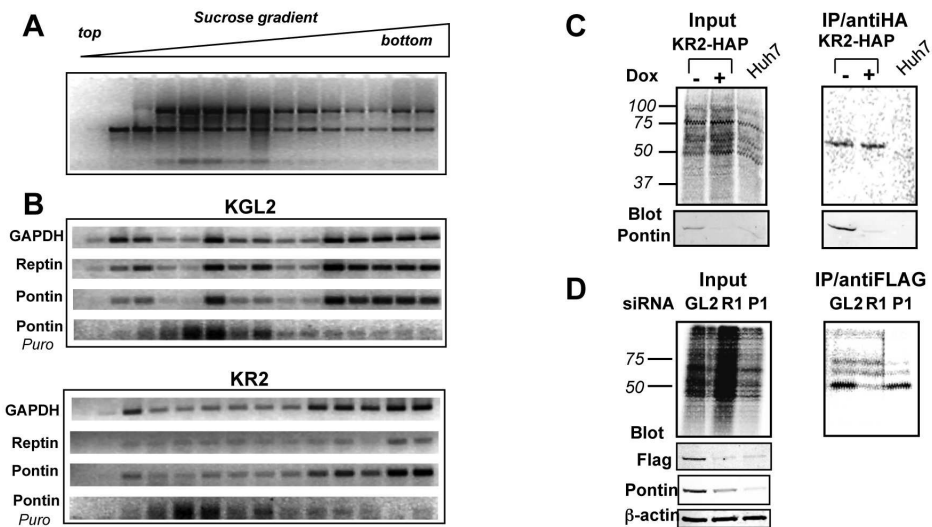 A
Sucrose gradient
top
bottom
B
KGL2
GAPDH
Reptin
Pontin
Pontin
Puro
KR2
GAPDH
Reptin
Pontin
Pontin
Puro
C
Input
KR2-HAP
Huh7
IP/antiHA
KR2-HAP
Huh7
Dox - + - +
100
75
50
37
Blot
Pontin
D
Input
IP/antiFLAG
siRNA GL2 R1 P1 GL2 R1 P1
75
50
Blot
Flag
Pontin
β-actin